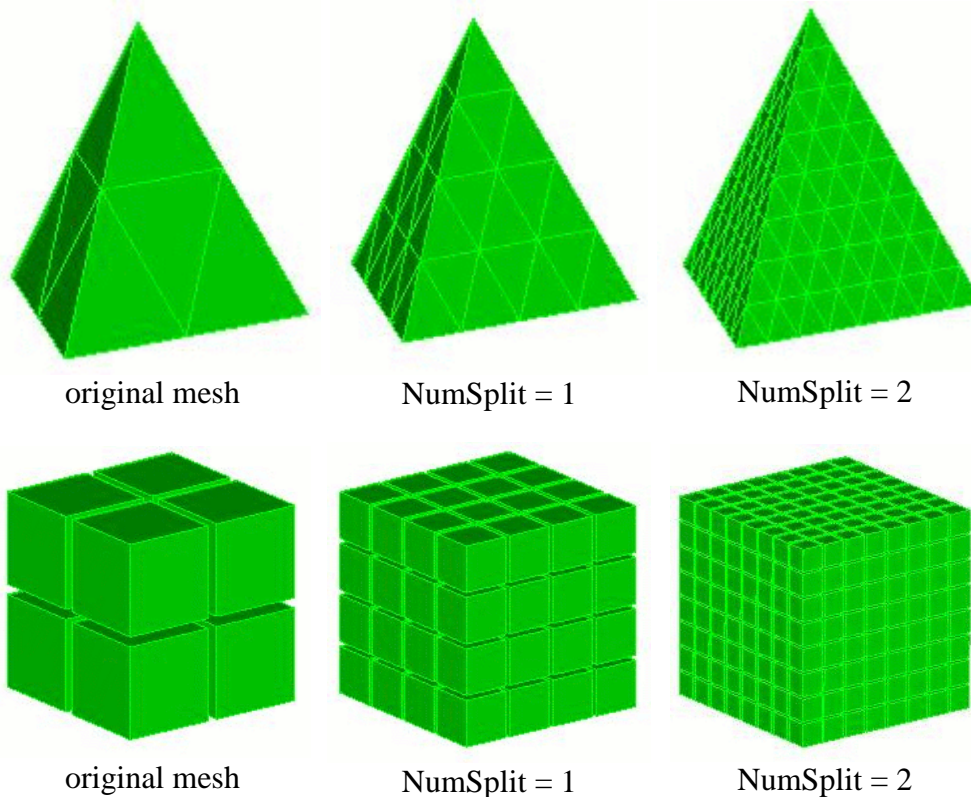 original mesh
NumSplit = 1
NumSplit = 2
original mesh
NumSplit = 1
NumSplit = 2